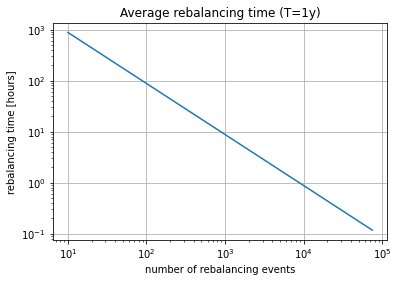 Average rebalancing time (T=1y)
rebalancing time [hours]
10³
10²
10¹
10⁰
10⁻¹
10¹ 10² 10³ 10⁴ 10⁵
number of rebalancing events